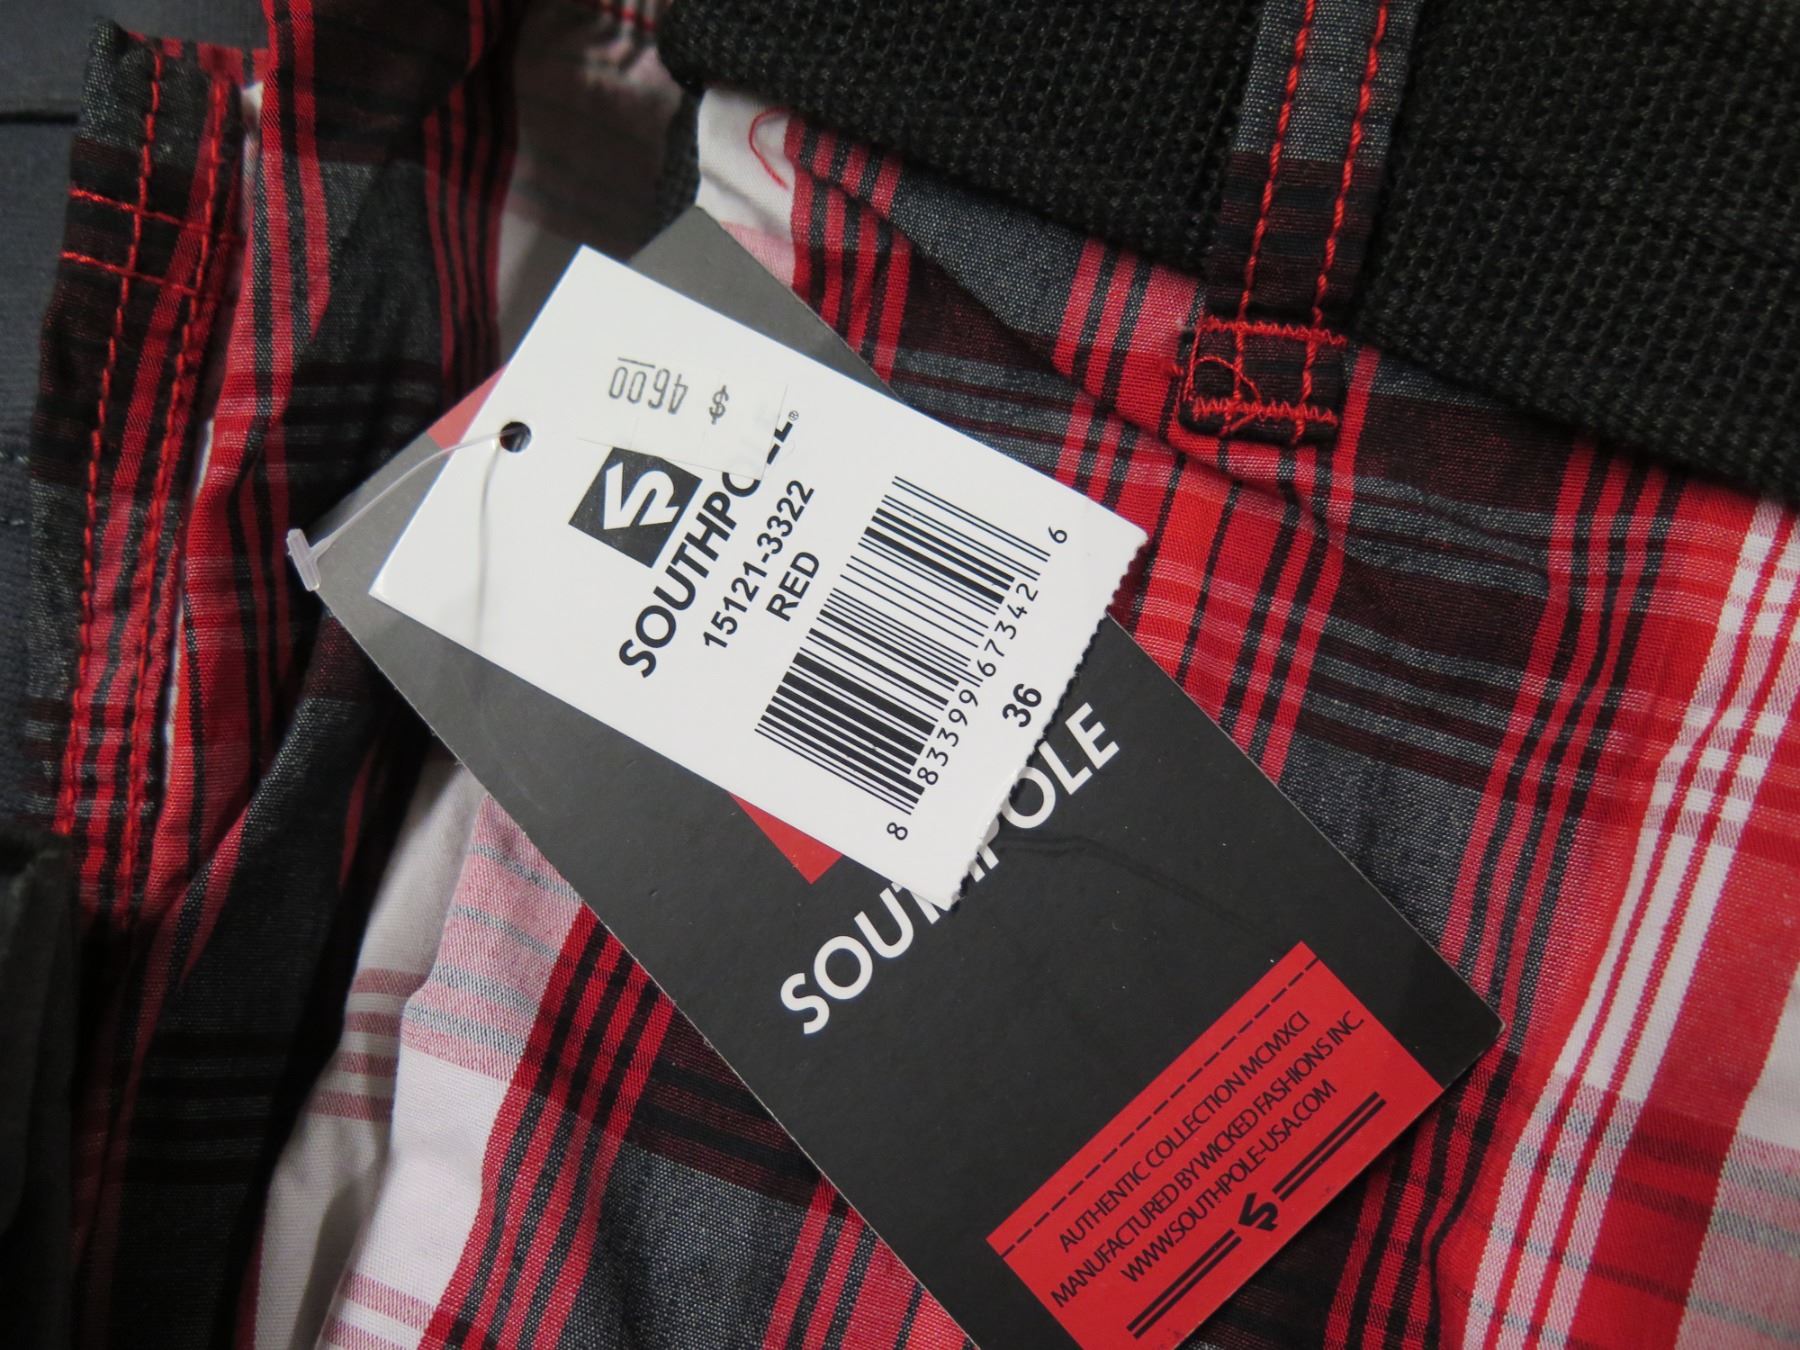 $ 46.00
SOUTHPOLE®
15121-3322
RED
8 83399 67342 6
36
SOUTHPOLE
AUTHENTIC COLLECTION MCMXCI
MANUFACTURED BY WICKED FASHIONS INC
WWW.SOUTHPOLE-USA.COM